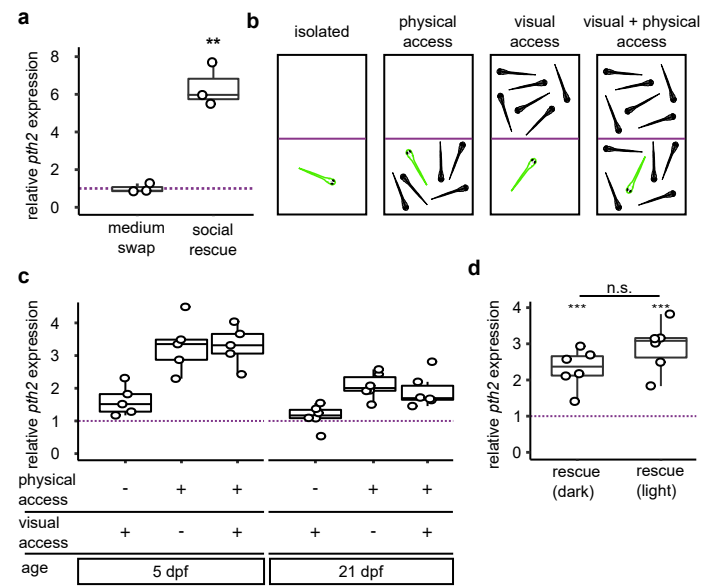 a
relative pth2 expression
8
6
4
2
0
**
medium
swap
social
rescue
b
isolated
physical
access
visual
access
visual + physical
access
c
relative pth2 expression
4
3
2
1
0
physical
access
- + + - + +
visual
access
+ - + + - +
age
5 dpf
21 dpf
d
relative pth2 expression
4
3
2
1
0
n.s.
***
***
rescue
(dark)
rescue
(light)